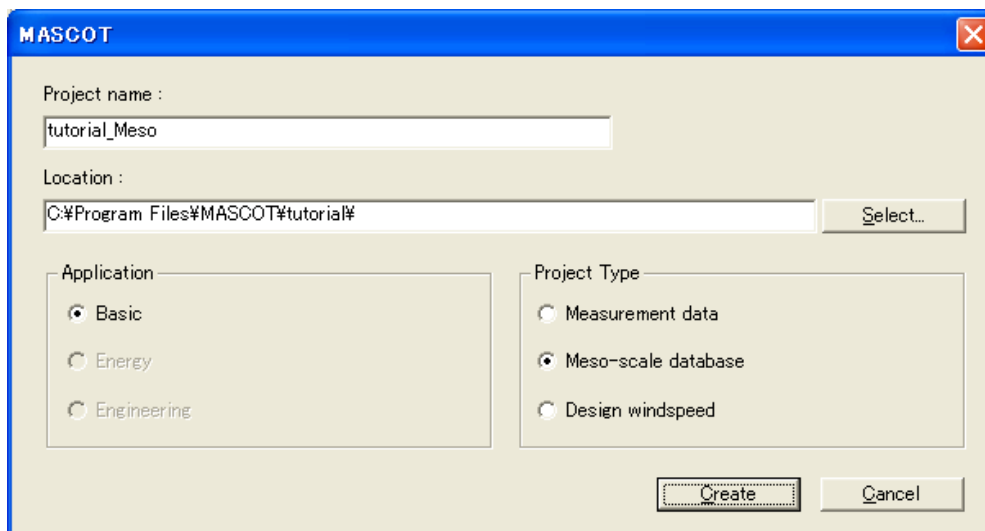 MASCOT
Project name :
tutorial_Meso
Location :
C:¥Program Files¥MASCOT¥tutorial¥
Select...
Application
Basic
Energy
Engineering
Project Type
Measurement data
Meso-scale database
Design windspeed
Create
Cancel